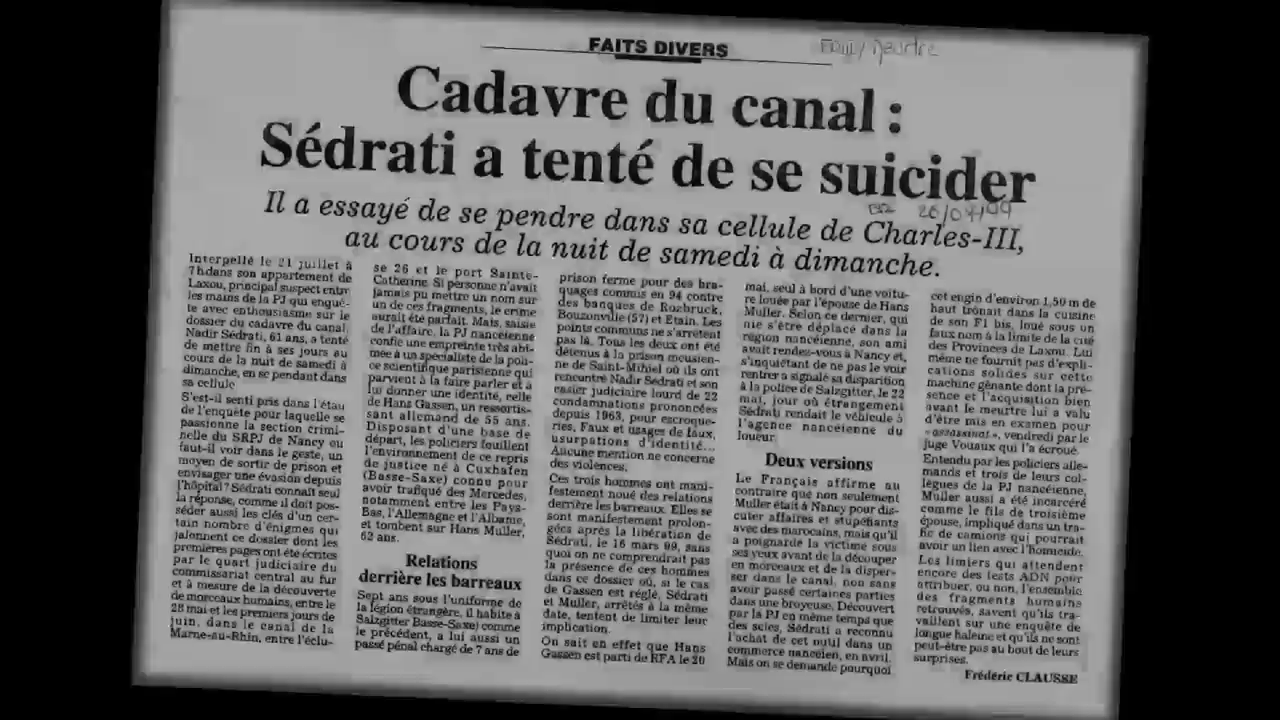 FAITS DIVERS
Cadavre du canal :
Sédrati a tenté de se suicider
26/07/99
Il a essayé de se pendre dans sa cellule de Charles-III,
au cours de la nuit de samedi à dimanche.
Interpellé le 21 juillet à
7h dans son appartement de
Laxou, principal suspect entre
les mains de la PJ qui enquê-
te avec enthousiasme sur le
dossier du cadavre du canal,
Nadir Sédrati, 61 ans, a tenté
de mettre fin à ses jours au
cours de la nuit de samedi à
dimanche, en se pendant dans
sa cellule.
S'est-il senti pris dans l'étau
de l'enquête pour laquelle se
passionne la section crimi-
nelle du SRPJ de Nancy ou
faut-il voir dans le geste, un
moyen de sortir de prison et
envisager une évasion depuis
l'hôpital ? Sédrati connaît seul
la réponse, comme il doit pos-
séder aussi les clés d'un cer-
tain nombre d'énigmes qui
jalonnent ce dossier dont les
premières pages ont été écrites
par le quart judiciaire du
commissariat central au fur
et à mesure de la découverte
de morceaux humains, entre le
28 mai et les premiers jours de
juin, dans le canal de la
Marne-au-Rhin, entre l'éclu-
se 26 et le port Sainte-
Catherine. Si personne n'avait
jamais pu mettre un nom sur
un de ces fragments, le crime
aurait été parfait. Mais, saisie
de l'affaire, la PJ nancéienne
confie une empreinte très abî-
mée à un spécialiste de la poli-
ce scientifique parisienne qui
parvient à la faire parler et à
lui donner une identité, celle
de Hans Gassen, un ressortis-
sant allemand de 55 ans.
Disposant d'une base de
départ, les policiers fouillent
l'environnement de ce repris
de justice né à Cuxhafen
(Basse-Saxe) connu pour
avoir trafiqué des Mercedes,
notamment entre les Pays-
Bas, l'Allemagne et l'Albanie,
et tombent sur Hans Muller,
62 ans.
Relations
derrière les barreaux
Sept ans sous l'uniforme de
la légion étrangère, il habite à
Salzgitter Basse-Saxe) comme
le précédent, a lui aussi un
passé pénal chargé de 7 ans de
prison ferme pour des bra-
quages commis en 94 contre
des banques de Rozbruck,
Bouzonville (57) et Etain. Les
points communs ne s'arrêtent
pas là. Tous les deux ont été
détenus à la prison meusien-
ne de Saint-Mihiel où ils ont
rencontré Nadir Sédrati et son
casier judiciaire lourd de 22
condamnations prononcées
depuis 1963, pour escroque-
ries, Faux et usages de faux,
usurpations d'identité...
Aucune mention ne concerne
des violences.
Ces trois hommes ont mani-
festement noué des relations
derrière les barreaux. Elles se
sont manifestement prolon-
gées après la libération de
Sédrati, le 16 mars 99, sans
quoi on ne comprendrait pas
la présence de ces hommes
dans ce dossier où, si le cas
de Gassen est réglé, Sédrati
et Muller, arrêtés à la même
date, tentent de limiter leur
implication.
On sait en effet que Hans
Gassen est parti de RFA le 20
mai, seul à bord d'une voitu-
re louée par l'épouse de Hans
Muller. Selon ce dernier, qui
nie s'être déplacé dans la
région nancéienne, son ami
avait rendez-vous à Nancy et,
s'inquiétant de ne pas le voir
rentrer a signalé sa disparition
à la police de Salzgitter, le 22
mai, jour où étrangement
Sédrati rendait le véhicule à
l'agence nancéienne du
loueur.
Deux versions
Le Français affirme au
contraire que non seulement
Muller était à Nancy pour dis-
cuter affaires et stupéfiants
avec des marocains, mais qu'il
a poignardé la victime sous
ses yeux avant de la découper
en morceaux et de la disper-
ser dans le canal, non sans
avoir passé certaines parties
dans une broyeuse. Découvert
par la PJ en même temps que
des scies, Sédrati a reconnu
l'achat de cet outil dans un
commerce nancéien, en avril.
Mais on se demande pourquoi
cet engin d'environ 1,50 m de
haut trônait dans la cuisine
de son F1 bis, loué sous un
faux nom à la limite de la cité
des Provinces de Laxou. Lui
même ne fournit pas d'expli-
cations solides sur cette
machine gênante dont la pré-
sence et l'acquisition bien
avant le meurtre lui a valu
d'être mis en examen pour
« assassinat », vendredi par le
juge Vouaux qui l'a écroué.
Entendu par les policiers alle-
mands et trois de leurs col-
lègues de la PJ nancéienne,
Muller aussi a été incarcéré
comme le fils de troisième
épouse, impliqué dans un tra-
fic de camions qui pourrait
avoir un lien avec l'homicide.
Les limiers qui attendent
encore des tests ADN pour
attribuer, ou non, l'ensemble
des fragments humains
retrouvés, savent qu'ils tra-
vaillent sur une enquête de
longue haleine et qu'ils ne sont
peut-être pas au bout de leurs
surprises.
Frédéric CLAUSSE